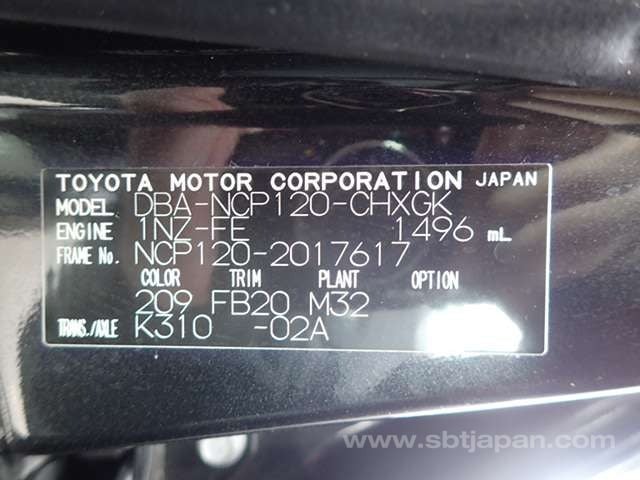 TOYOTA MOTOR CORPORATION JAPAN
MODEL DBA-NCP120-CHXGK
ENGINE 1NZ-FE 1496 mL
FRAME No. NCP120-2017617
COLOR TRIM PLANT OPTION
209 FB20 M32
TRANS./AXLE K310 -02A
www.sbtjapan.com